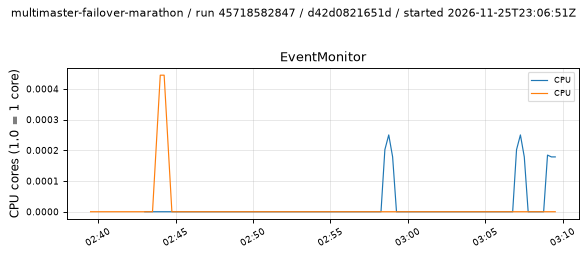 multimaster-failover-marathon / run 45718582847 / d42d0821651d / started 2026-11-25T23:06:51Z
EventMonitor
CPU cores (1.0 = 1 core)
0.0004
0.0003
0.0002
0.0001
0.0000
CPU
CPU
02:40
02:45
02:50
02:55
03:00
03:05
03:10